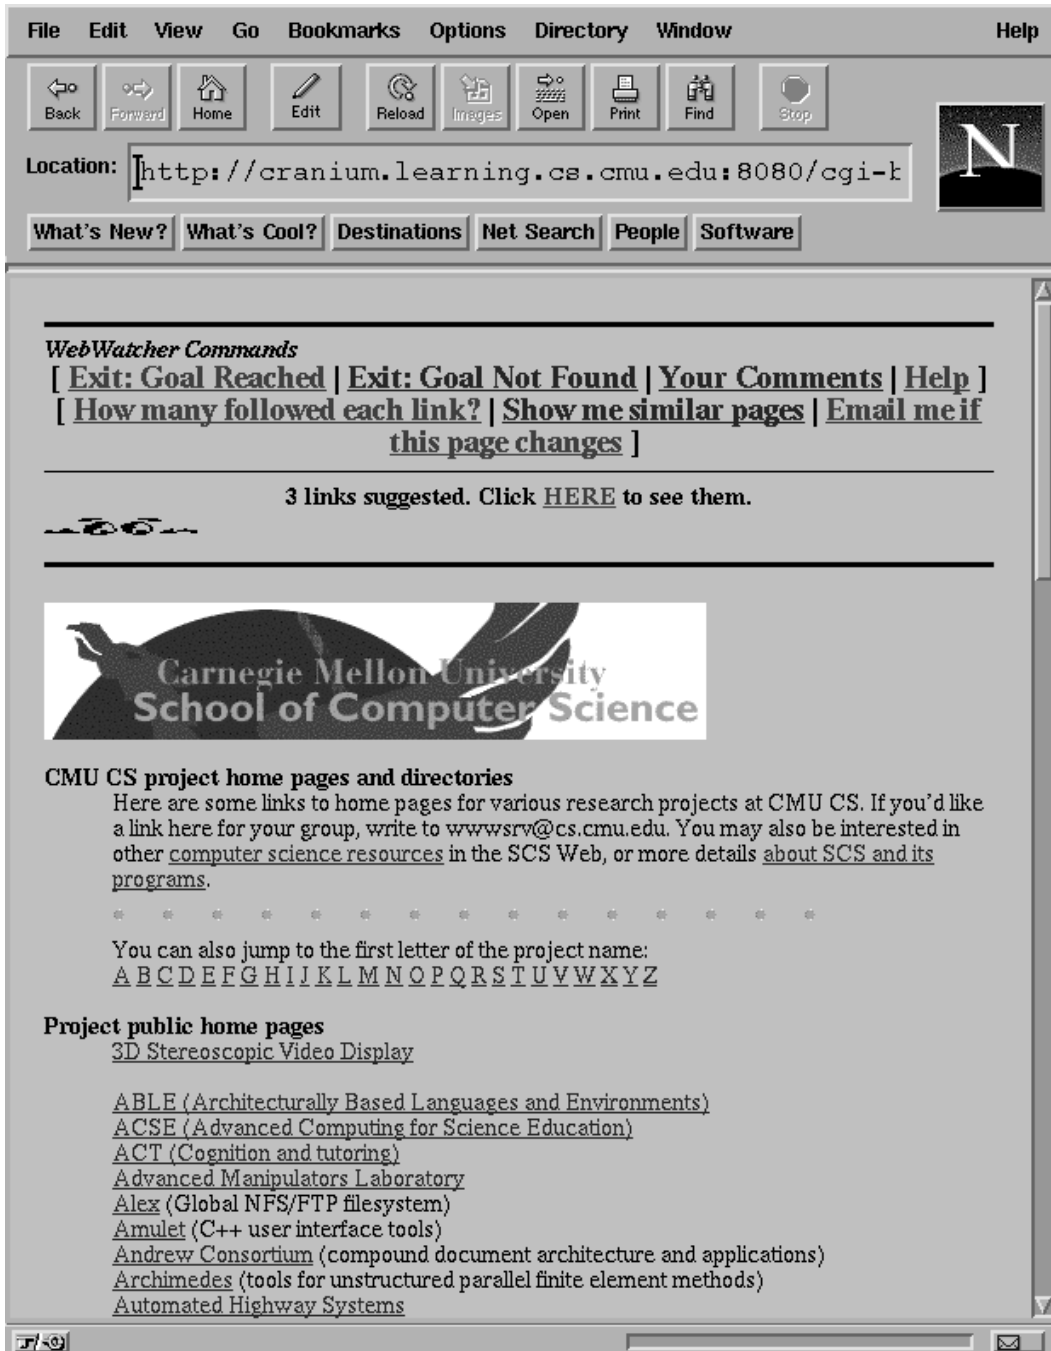 File Edit View Go Bookmarks Options Directory Window Help
Back Forward Home Edit Reload Images Open Print Find Stop
N
Location: http://cranium.learning.cs.cmu.edu:8080/cgi-b
What's New? What's Cool? Destinations Net Search People Software
WebWatcher Commands
[ Exit: Goal Reached | Exit: Goal Not Found | Your Comments | Help ]
[ How many followed each link? | Show me similar pages | Email me if
this page changes ]
3 links suggested. Click HERE to see them.
Carnegie Mellon University
School of Computer Science
CMU CS project home pages and directories
Here are some links to home pages for various research projects at CMU CS. If you'd like
a link here for your group, write to wwwsrv@cs.cmu.edu. You may also be interested in
other computer science resources in the SCS Web, or more details about SCS and its
programs.
You can also jump to the first letter of the project name:
A B C D E F G H I J K L M N O P Q R S T U V W X Y Z
Project public home pages
3D Stereoscopic Video Display
ABLE (Architecturally Based Languages and Environments)
ACSE (Advanced Computing for Science Education)
ACT (Cognition and tutoring)
Advanced Manipulators Laboratory
Alex (Global NFS/FTP filesystem)
Amulet (C++ user interface tools)
Andrew Consortium (compound document architecture and applications)
Archimedes (tools for unstructured parallel finite element methods)
Automated Highway Systems